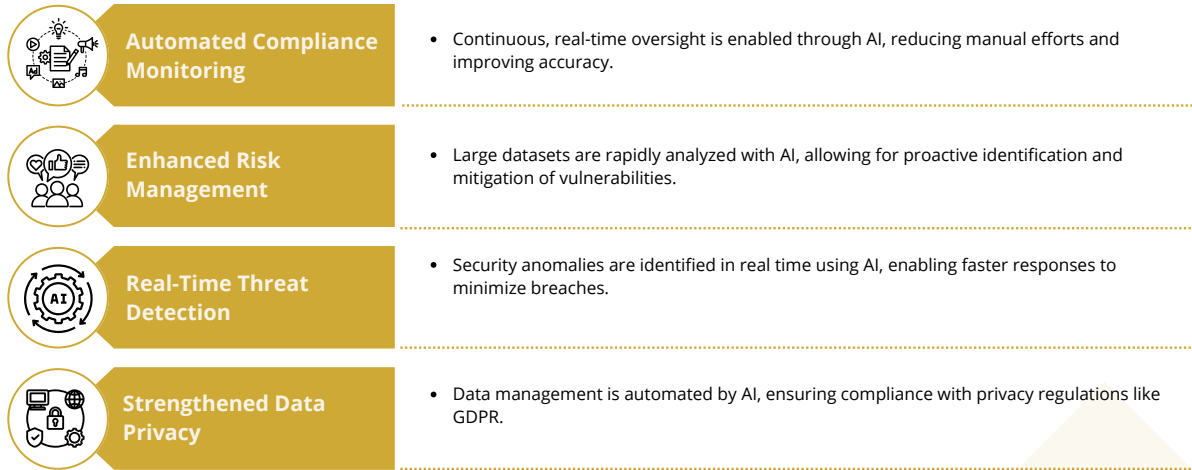 Automated Compliance
Monitoring
• Continuous, real-time oversight is enabled through AI, reducing manual efforts and
improving accuracy.
Enhanced Risk
Management
• Large datasets are rapidly analyzed with AI, allowing for proactive identification and
mitigation of vulnerabilities.
AI
Real-Time Threat
Detection
• Security anomalies are identified in real time using AI, enabling faster responses to
minimize breaches.
Strengthened Data
Privacy
• Data management is automated by AI, ensuring compliance with privacy regulations like
GDPR.